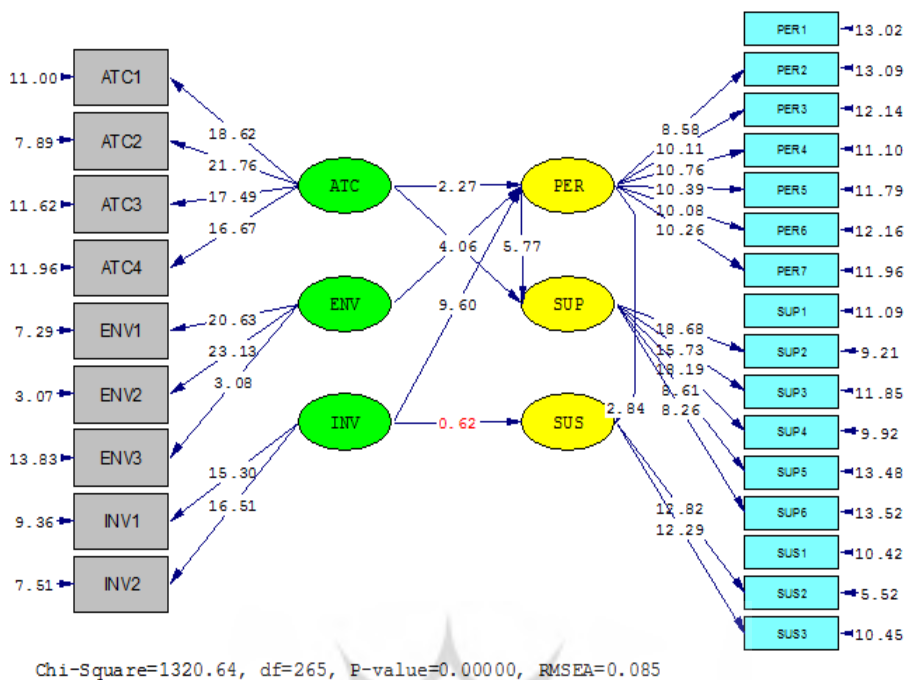 PER1
13.02
11.00
ATC1
PER2
13.09
PER3
12.14
8.58
7.89
ATC2
18.62
10.11
PER4
11.10
21.76
10.76
ATC
2.27
PER
10.39
PER5
11.79
11.62
ATC3
17.49
10.08
16.67
10.26
PER6
12.16
4.06
5.77
11.96
ATC4
PER7
11.96
9.60
ENV
SUP
SUP1
11.09
7.29
ENV1
20.63
18.68
23.13
15.73
SUP2
9.21
3.08
18.19
3.07
ENV2
8.61
SUP3
11.85
8.26
2.84
INV
0.62
SUS
SUP4
9.92
13.83
ENV3
15.30
SUP5
13.48
16.51
9.36
INV1
12.82
SUP6
13.52
12.29
SUS1
10.42
7.51
INV2
SUS2
5.52
SUS3
10.45
Chi-Square=1320.64, df=265, P-value=0.00000, RMSEA=0.085